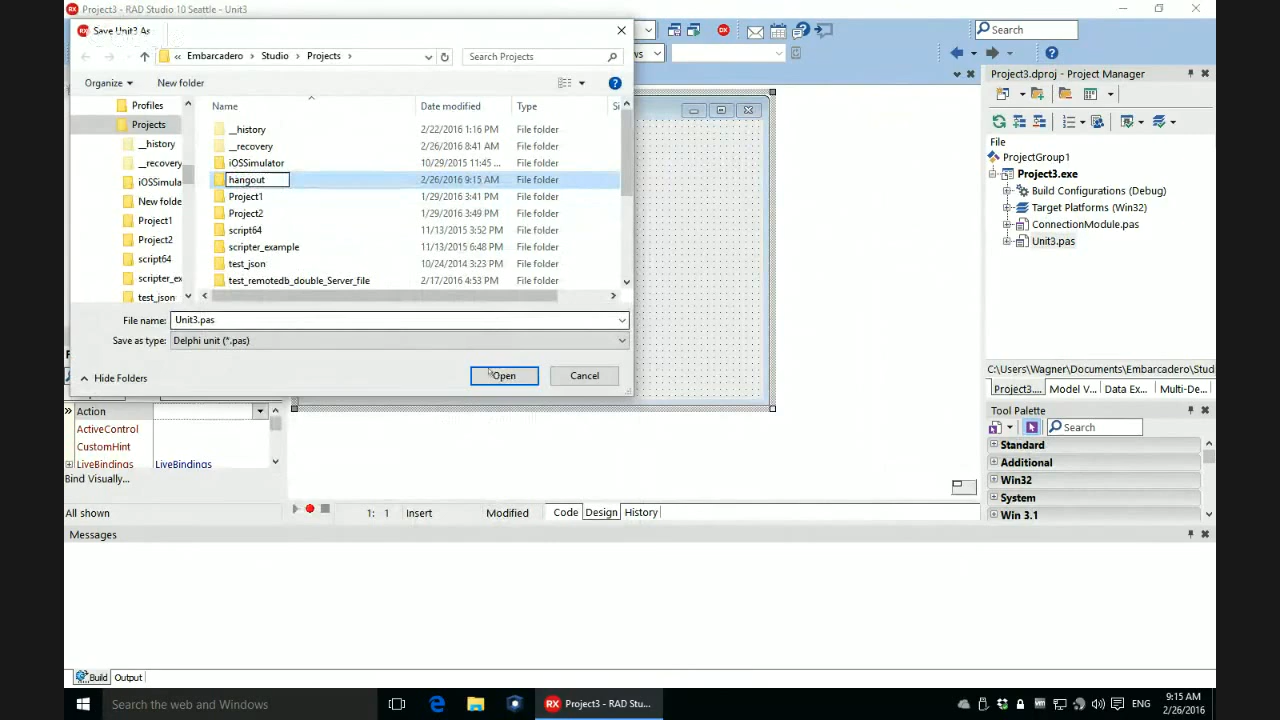 Project3 - RAD Studio 10 Seattle - Unit3
Save Unit3 As
Search
« Embarcadero > Studio > Projects >
Search Projects
Organize
New folder
Project3.dproj - Project Manager
Profiles
Projects
__history
__recovery
iOSSimula
New folde
Project1
Project2
script64
scripter_ex
test_json
Name Date modified Type Si
__history 2/22/2016 1:16 PM File folder
__recovery 2/26/2016 8:41 AM File folder
iOSSimulator 10/29/2015 11:45 ... File folder
hangout 2/26/2016 9:15 AM File folder
Project1 1/29/2016 3:41 PM File folder
Project2 1/29/2016 3:49 PM File folder
script64 11/13/2015 3:52 PM File folder
scripter_example 11/13/2015 6:48 PM File folder
test_json 10/24/2014 3:23 PM File folder
test_remotedb_double_Server_file 2/17/2016 4:53 PM File folder
File name: Unit3.pas
Save as type: Delphi unit (*.pas)
Hide Folders
Open
Cancel
File
ProjectGroup1
Project3.exe
Build Configurations (Debug)
Target Platforms (Win32)
ConnectionModule.pas
Unit3.pas
C:\Users\Wagner\Documents\Embarcadero\Stud
Project3.... Model V... Data Ex... Multi-De...
Tool Palette
Search
Standard
Additional
Win32
System
Win 3.1
Action
ActiveControl
CustomHint
LiveBindings LiveBindings
Bind Visually...
All shown
1: 1 Insert Modified Code Design History
Messages
Build Output
Search the web and Windows
Project3 - RAD Stu...
ENG
9:15 AM
2/26/2016